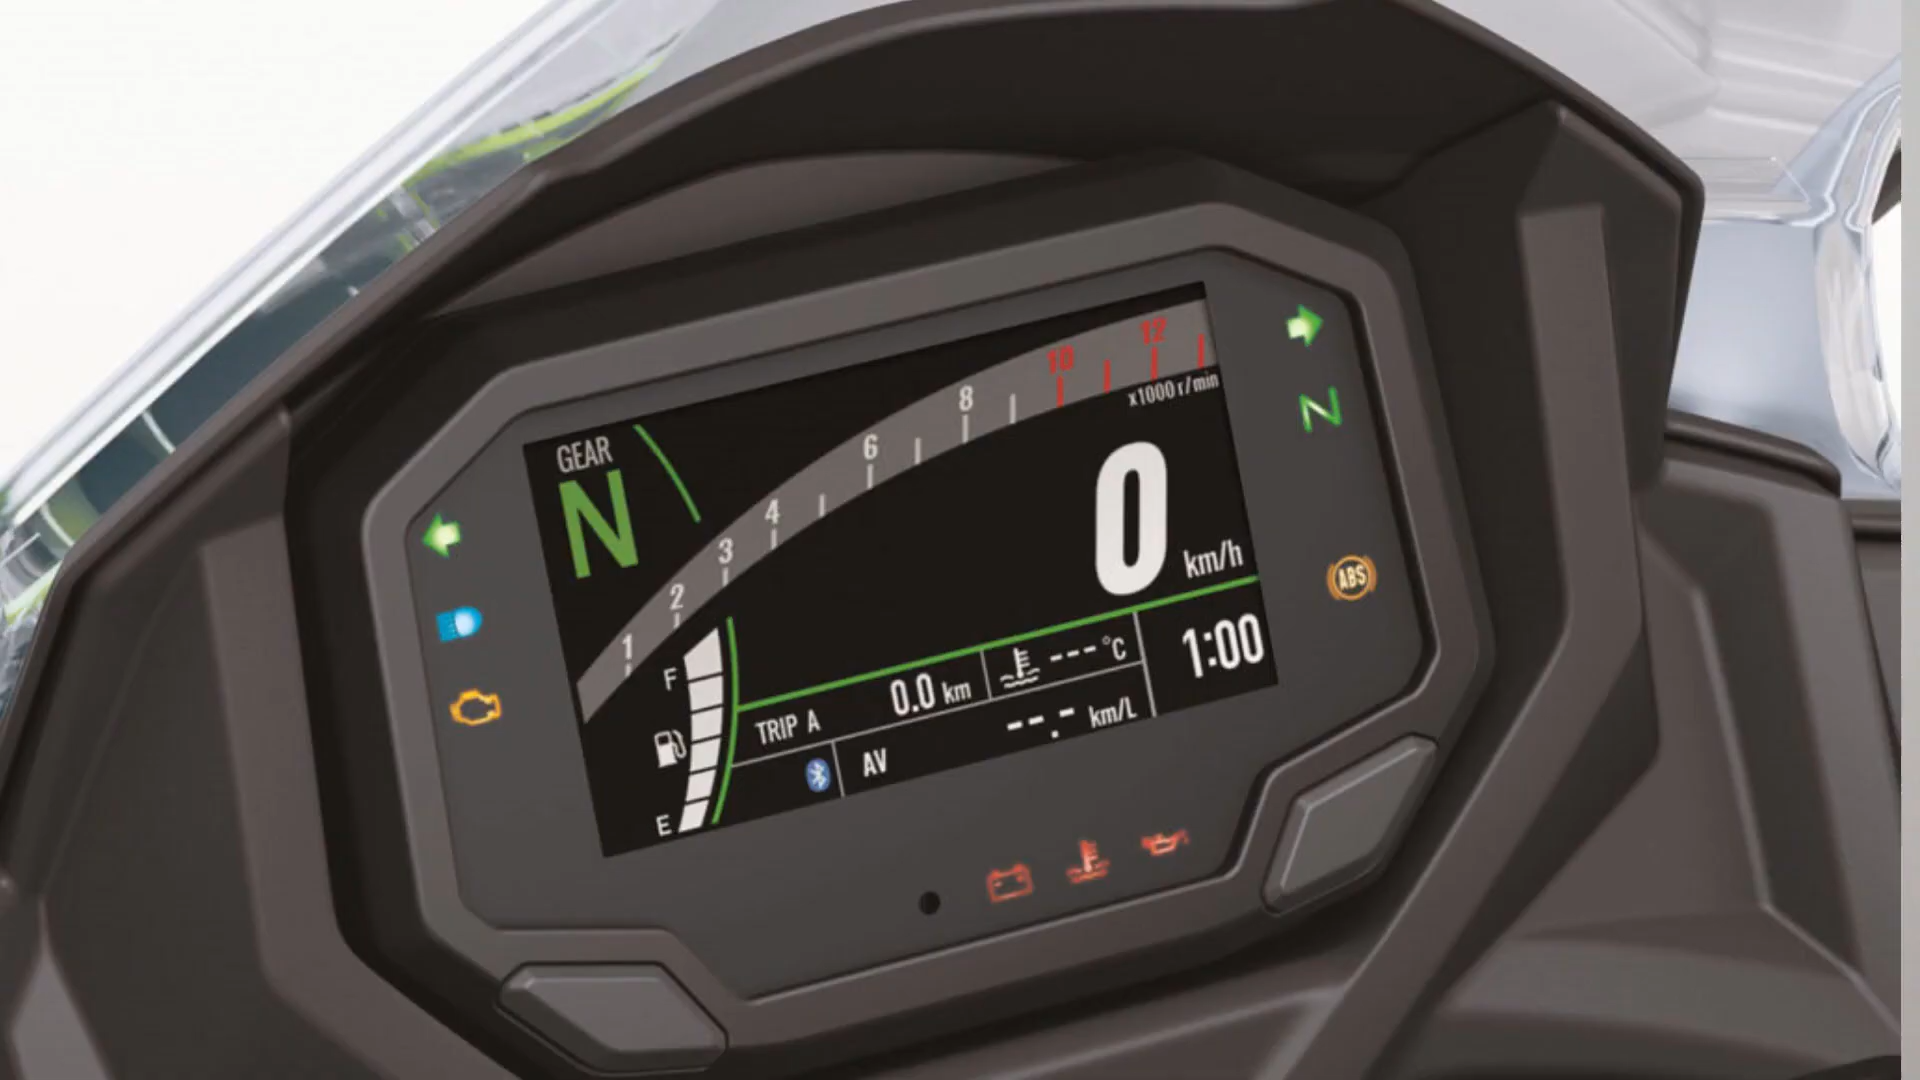 GEAR
N
1 2 3 4 6 8 10 12
x1000 r/min
0 km/h
F
E
TRIP A 0.0 km
--- °C
1:00
AV --.- km/L
N
ABS